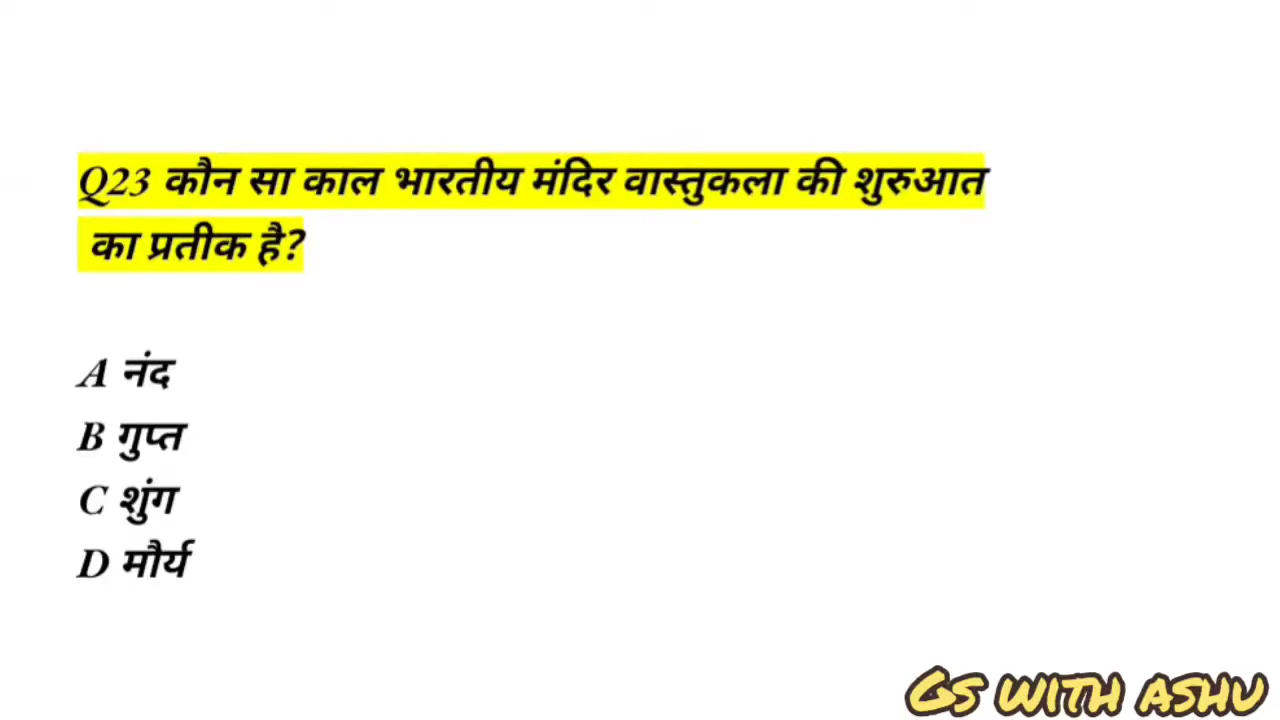 Q23 कौन सा काल भारतीय मंदिर वास्तुकला की शुरुआत
का प्रतीक है?
A नंद
B गुप्त
C शुंग
D मौर्य
GS WITH ASHU